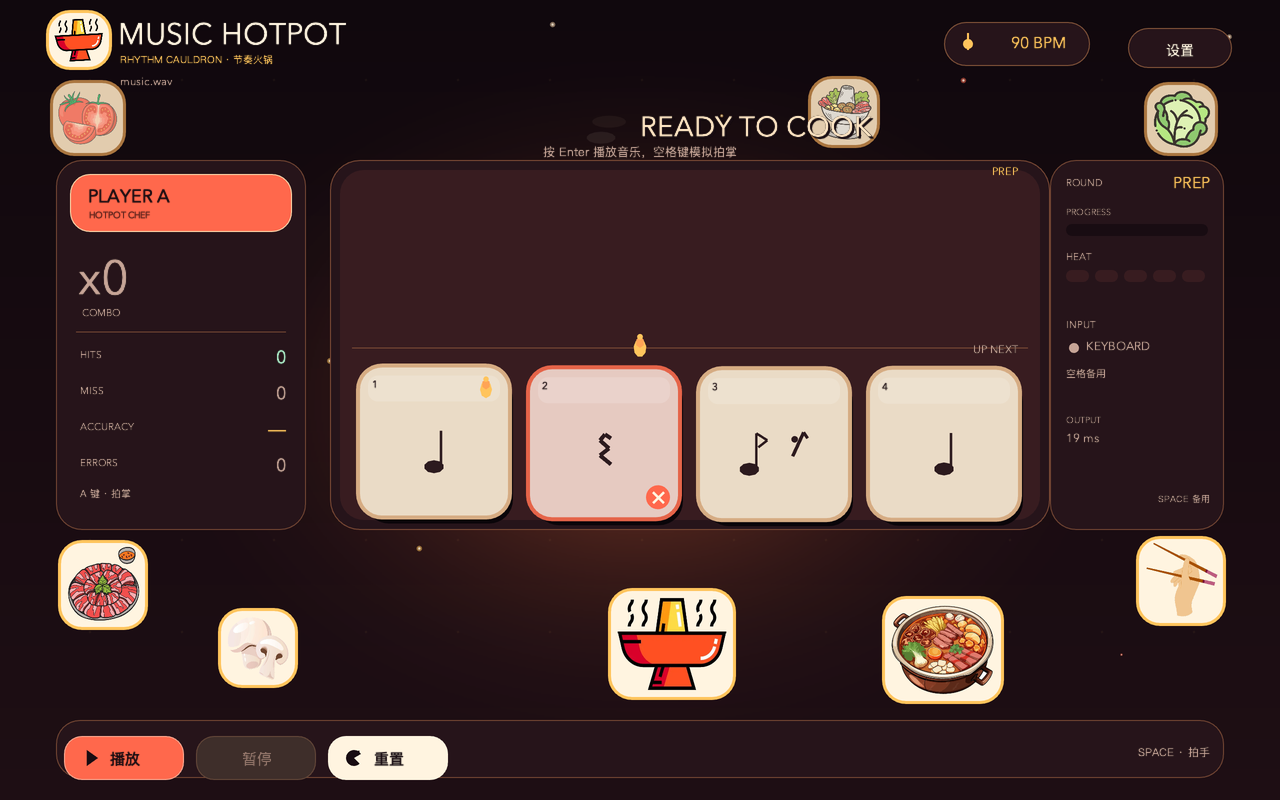 MUSIC HOTPOT
RHYTHM CAULDRON · 节奏火锅
music.wav
90 BPM
设置
READY TO COOK
按 Enter 播放音乐，空格键模拟拍掌
PLAYER A
HOTPOT CHEF
x0
COMBO
HITS 0
MISS 0
ACCURACY —
ERRORS 0
A 键 · 拍掌
PREP
UP NEXT
1
2
3
4
ROUND PREP
PROGRESS
HEAT
INPUT
KEYBOARD
空格备用
OUTPUT
19 ms
SPACE 备用
播放
暂停
重置
SPACE · 拍手